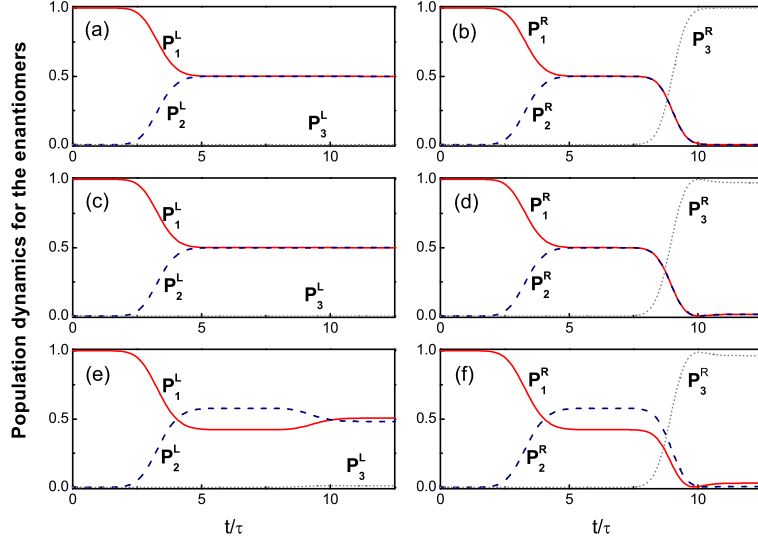 Population dynamics for the enantiomers
(a)
1.0
0.5
0.0
P₁ᴸ
P₂ᴸ
P₃ᴸ
0 5 10
(b)
1.0
0.5
0.0
P₁ᴿ
P₂ᴿ
P₃ᴿ
0 5 10
(c)
1.0
0.5
0.0
P₁ᴸ
P₂ᴸ
P₃ᴸ
0 5 10
(d)
1.0
0.5
0.0
P₁ᴿ
P₂ᴿ
P₃ᴿ
0 5 10
(e)
1.0
0.5
0.0
P₁ᴸ
P₂ᴸ
P₃ᴸ
0 5 10
t/τ
(f)
1.0
0.5
0.0
P₁ᴿ
P₂ᴿ
P₃ᴿ
0 5 10
t/τ